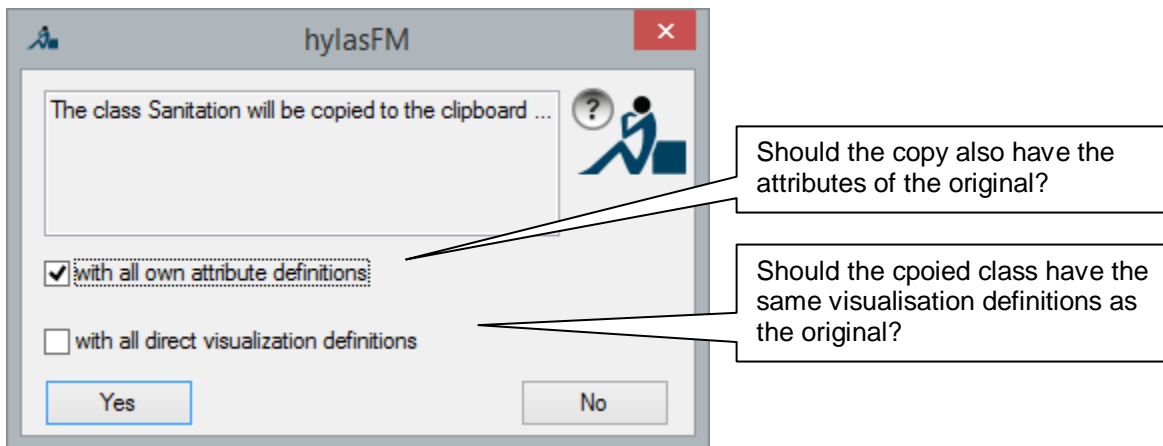 hylasFM
×
The class Sanitation will be copied to the clipboard ...
?
with all own attribute definitions
with all direct visualization definitions
Yes
No
Should the copy also have the
attributes of the original?
Should the cpoied class have the
same visualisation definitions as
the original?